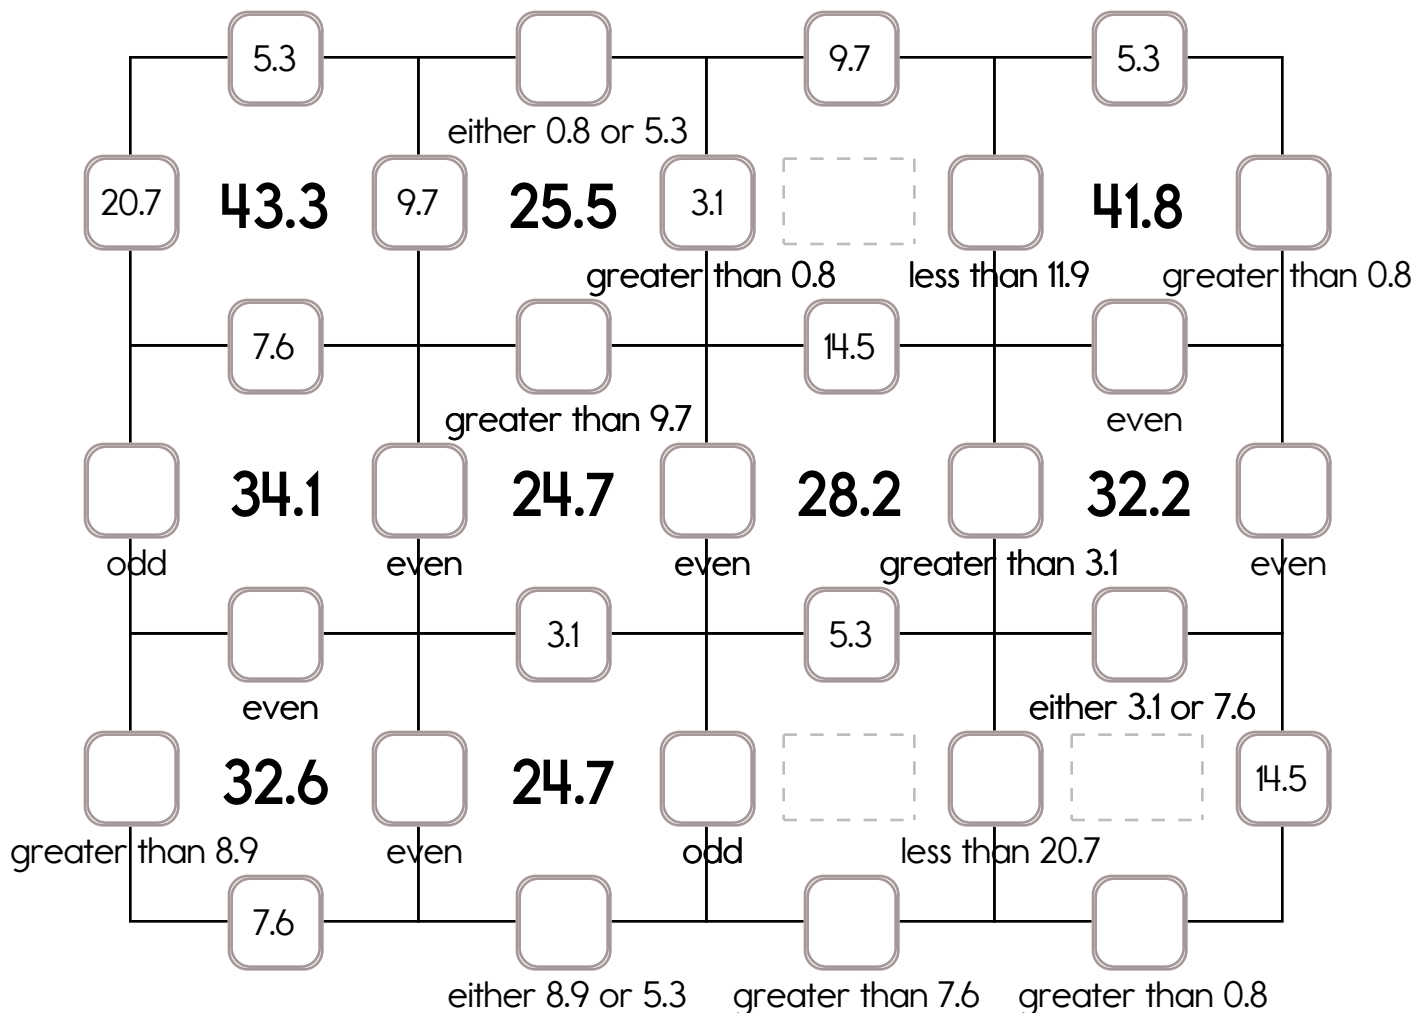 5.3 9.7 5.3
either 0.8 or 5.3
20.7 43.3 9.7 25.5 3.1 41.8
greater than 0.8 less than 11.9 greater than 0.8
7.6 14.5
greater than 9.7 even
34.1 24.7 28.2 32.2
odd even even greater than 3.1 even
3.1 5.3
even either 3.1 or 7.6
32.6 24.7 14.5
greater than 8.9 even odd less than 20.7
7.6
either 8.9 or 5.3 greater than 7.6 greater than 0.8